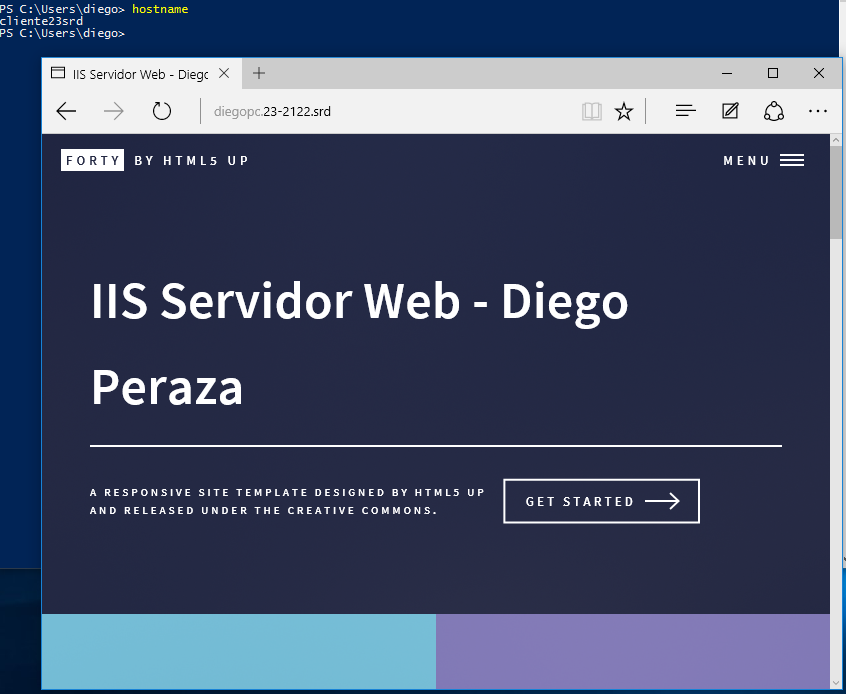 PS C:\Users\diego> hostname
cliente23srd
PS C:\Users\diego>
IIS Servidor Web - Diego
diegopc.23-2122.srd
FORTY BY HTML5 UP
MENU
IIS Servidor Web - Diego
Peraza
A RESPONSIVE SITE TEMPLATE DESIGNED BY HTML5 UP
AND RELEASED UNDER THE CREATIVE COMMONS.
GET STARTED